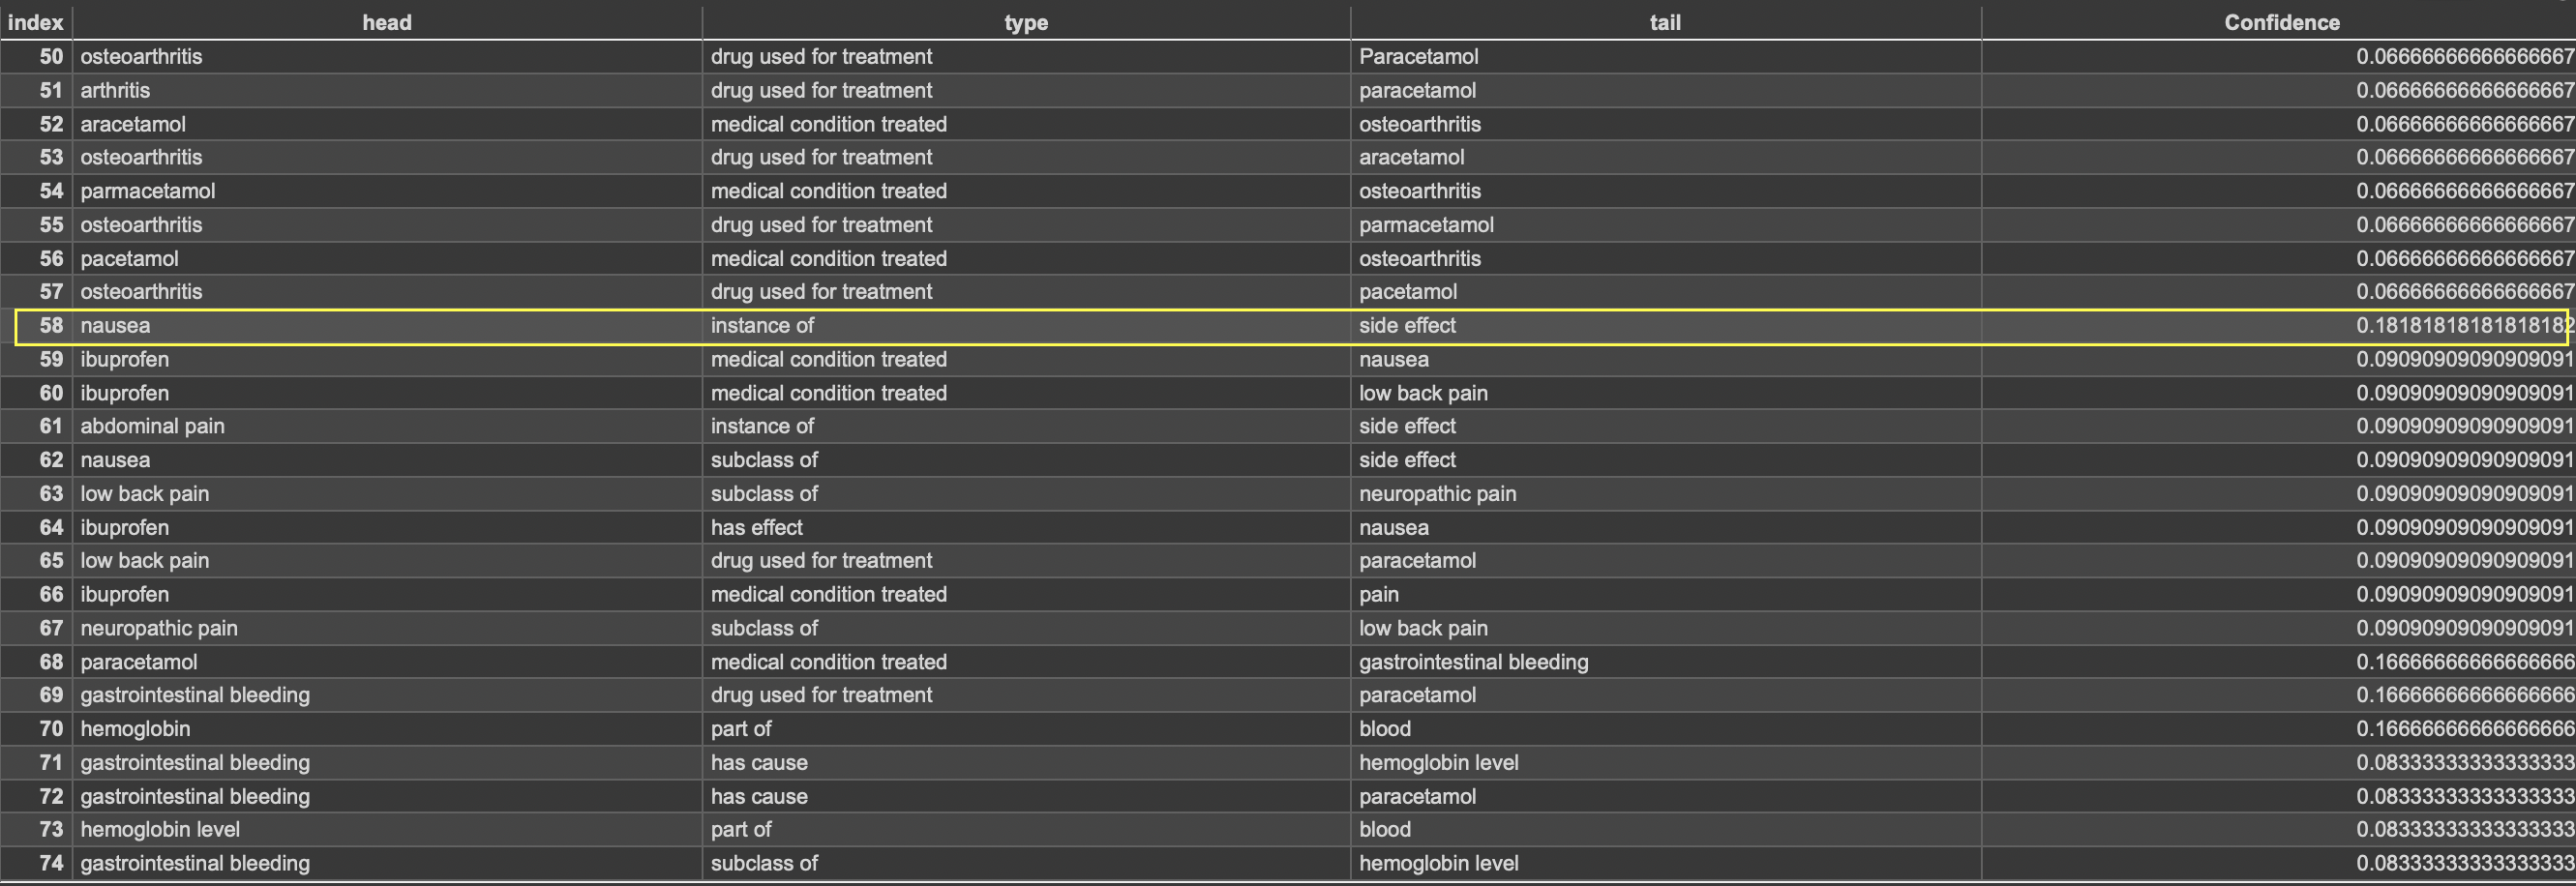 index head type tail Confidence
50 osteoarthritis drug used for treatment Paracetamol 0.06666666666666667
51 arthritis drug used for treatment paracetamol 0.06666666666666667
52 aracetamol medical condition treated osteoarthritis 0.06666666666666667
53 osteoarthritis drug used for treatment aracetamol 0.06666666666666667
54 parmacetamol medical condition treated osteoarthritis 0.06666666666666667
55 osteoarthritis drug used for treatment parmacetamol 0.06666666666666667
56 pacetamol medical condition treated osteoarthritis 0.06666666666666667
57 osteoarthritis drug used for treatment pacetamol 0.06666666666666667
58 nausea instance of side effect 0.18181818181818182
59 ibuprofen medical condition treated nausea 0.09090909090909091
60 ibuprofen medical condition treated low back pain 0.09090909090909091
61 abdominal pain instance of side effect 0.09090909090909091
62 nausea subclass of side effect 0.09090909090909091
63 low back pain subclass of neuropathic pain 0.09090909090909091
64 ibuprofen has effect nausea 0.09090909090909091
65 low back pain drug used for treatment paracetamol 0.09090909090909091
66 ibuprofen medical condition treated pain 0.09090909090909091
67 neuropathic pain subclass of low back pain 0.09090909090909091
68 paracetamol medical condition treated gastrointestinal bleeding 0.16666666666666666
69 gastrointestinal bleeding drug used for treatment paracetamol 0.16666666666666666
70 hemoglobin part of blood 0.16666666666666666
71 gastrointestinal bleeding has cause hemoglobin level 0.08333333333333333
72 gastrointestinal bleeding has cause paracetamol 0.08333333333333333
73 hemoglobin level part of blood 0.08333333333333333
74 gastrointestinal bleeding subclass of hemoglobin level 0.08333333333333333